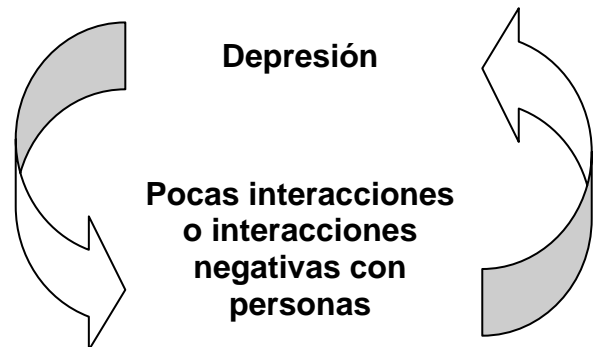 Depresión
Pocas interacciones
o interacciones
negativas con
personas